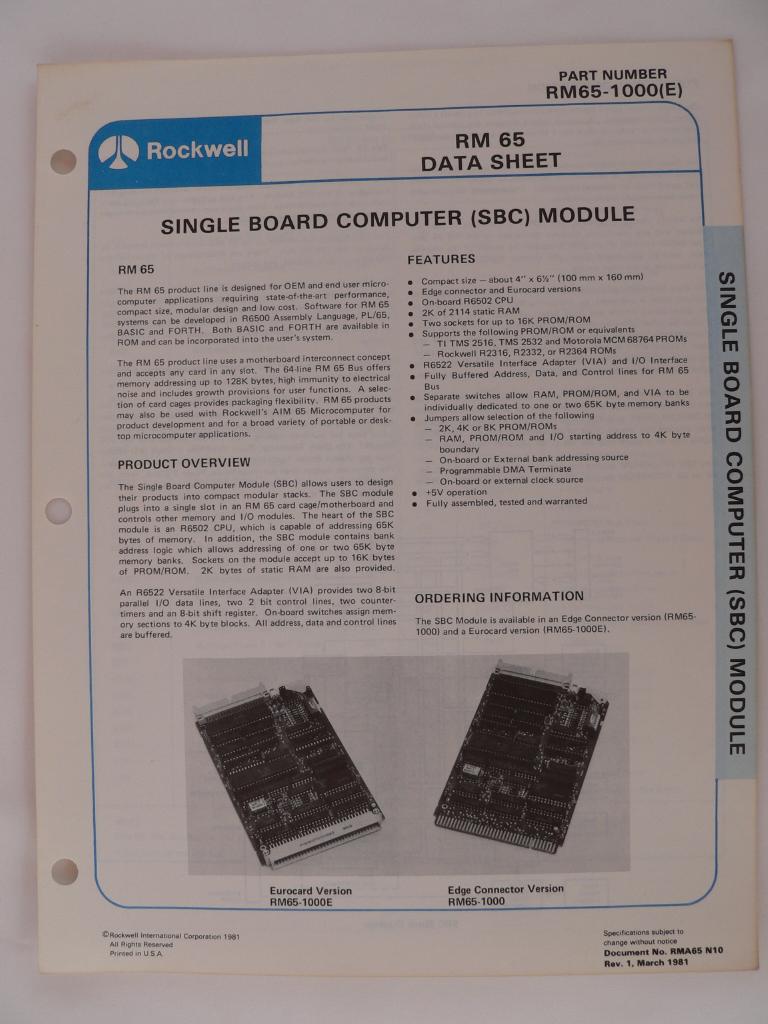 PART NUMBER
RM65-1000(E)
Rockwell
RM 65
DATA SHEET
SINGLE BOARD COMPUTER (SBC) MODULE
RM 65
The RM 65 product line is designed for OEM and end user micro-
computer applications requiring state-of-the-art performance,
compact size, modular design and low cost. Software for RM 65
systems can be developed in R6500 Assembly Language, PL/65,
BASIC and FORTH. Both BASIC and FORTH are available in
ROM and can be incorporated into the user's system.
The RM 65 product line uses a motherboard interconnect concept
and accepts any card in any slot. The 64-line RM 65 Bus offers
memory addressing up to 128K bytes, high immunity to electrical
noise and includes growth provisions for user functions. A selec-
tion of card cages provides packaging flexibility. RM 65 products
may also be used with Rockwell's AIM 65 Microcomputer for
product development and for a broad variety of portable or desk-
top microcomputer applications.
PRODUCT OVERVIEW
The Single Board Computer Module (SBC) allows users to design
their products into compact modular stacks. The SBC module
plugs into a single slot in an RM 65 card cage/motherboard and
controls other memory and I/O modules. The heart of the SBC
module is an R6502 CPU, which is capable of addressing 65K
bytes of memory. In addition, the SBC module contains bank
address logic which allows addressing of one or two 65K byte
memory banks. Sockets on the module accept up to 16K bytes
of PROM/ROM. 2K bytes of static RAM are also provided.
An R6522 Versatile Interface Adapter (VIA) provides two 8-bit
parallel I/O data lines, two 2 bit control lines, two counter-
timers and an 8-bit shift register. On-board switches assign mem-
ory sections to 4K byte blocks. All address, data and control lines
are buffered.
FEATURES
● Compact size — about 4" x 6½" (100 mm x 160 mm)
● Edge connector and Eurocard versions
● On-board R6502 CPU
● 2K of 2114 static RAM
● Two sockets for up to 16K PROM/ROM
● Supports the following PROM/ROM or equivalents
— TI TMS 2516, TMS 2532 and Motorola MCM 68764 PROMs
— Rockwell R2316, R2332, or R2364 ROMs
● R6522 Versatile Interface Adapter (VIA) and I/O Interface
● Fully Buffered Address, Data, and Control lines for RM 65
Bus
● Separate switches allow RAM, PROM/ROM, and VIA to be
individually dedicated to one or two 65K byte memory banks
● Jumpers allow selection of the following
— 2K, 4K or 8K PROM/ROMs
— RAM, PROM/ROM and I/O starting address to 4K byte
boundary
— On-board or External bank addressing source
— Programmable DMA Terminate
— On-board or external clock source
● +5V operation
● Fully assembled, tested and warranted
ORDERING INFORMATION
The SBC Module is available in an Edge Connector version (RM65-
1000) and a Eurocard version (RM65-1000E).
SINGLE BOARD COMPUTER (SBC) MODULE
Eurocard Version
RM65-1000E
Edge Connector Version
RM65-1000
©Rockwell International Corporation 1981
All Rights Reserved
Printed in U.S.A.
Specifications subject to
change without notice
Document No. RMA65 N10
Rev. 1, March 1981